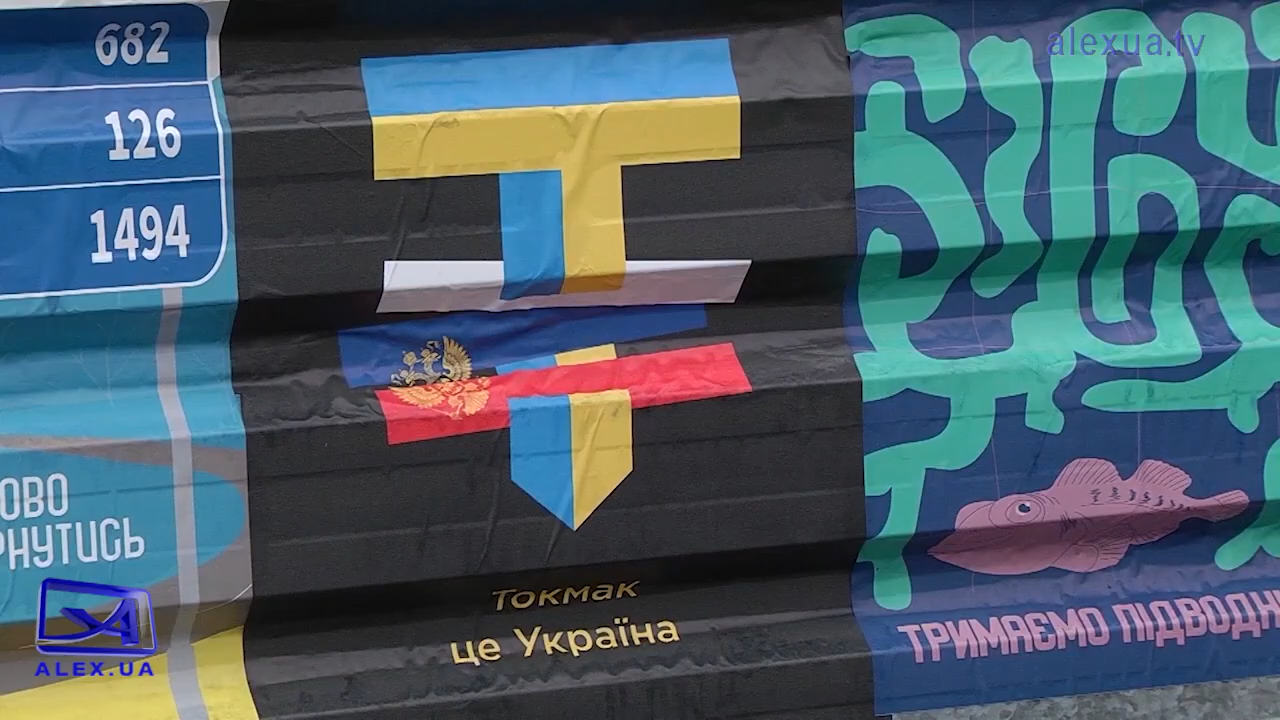 682
126
1494
ОВО
РНУТИСЬ
Токмак
це Україна
ТРИМАЄМО ПІДВОДН
alexua.tv
ALEX.UA